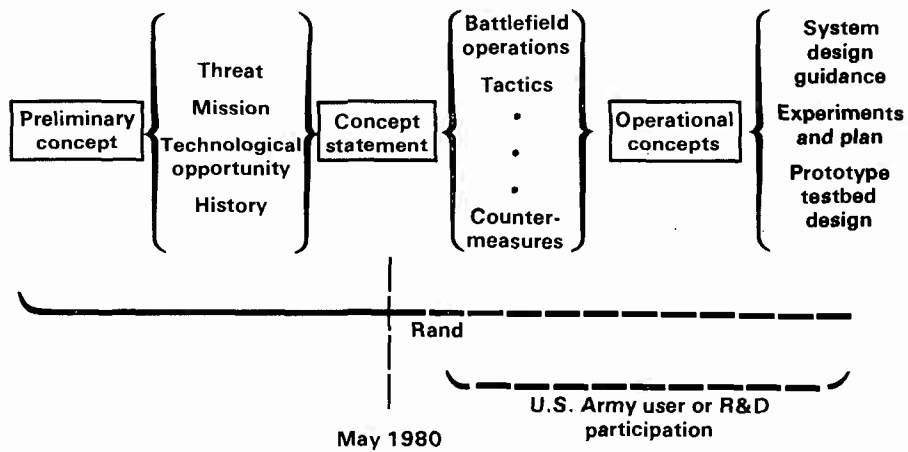 Preliminary
concept
Threat
Mission
Technological
opportunity
History
Concept
statement
Battlefield
operations
Tactics
•
•
•
Counter-
measures
Operational
concepts
System
design
guidance
Experiments
and plan
Prototype
testbed
design
Rand
U.S. Army user or R&D
participation
May 1980